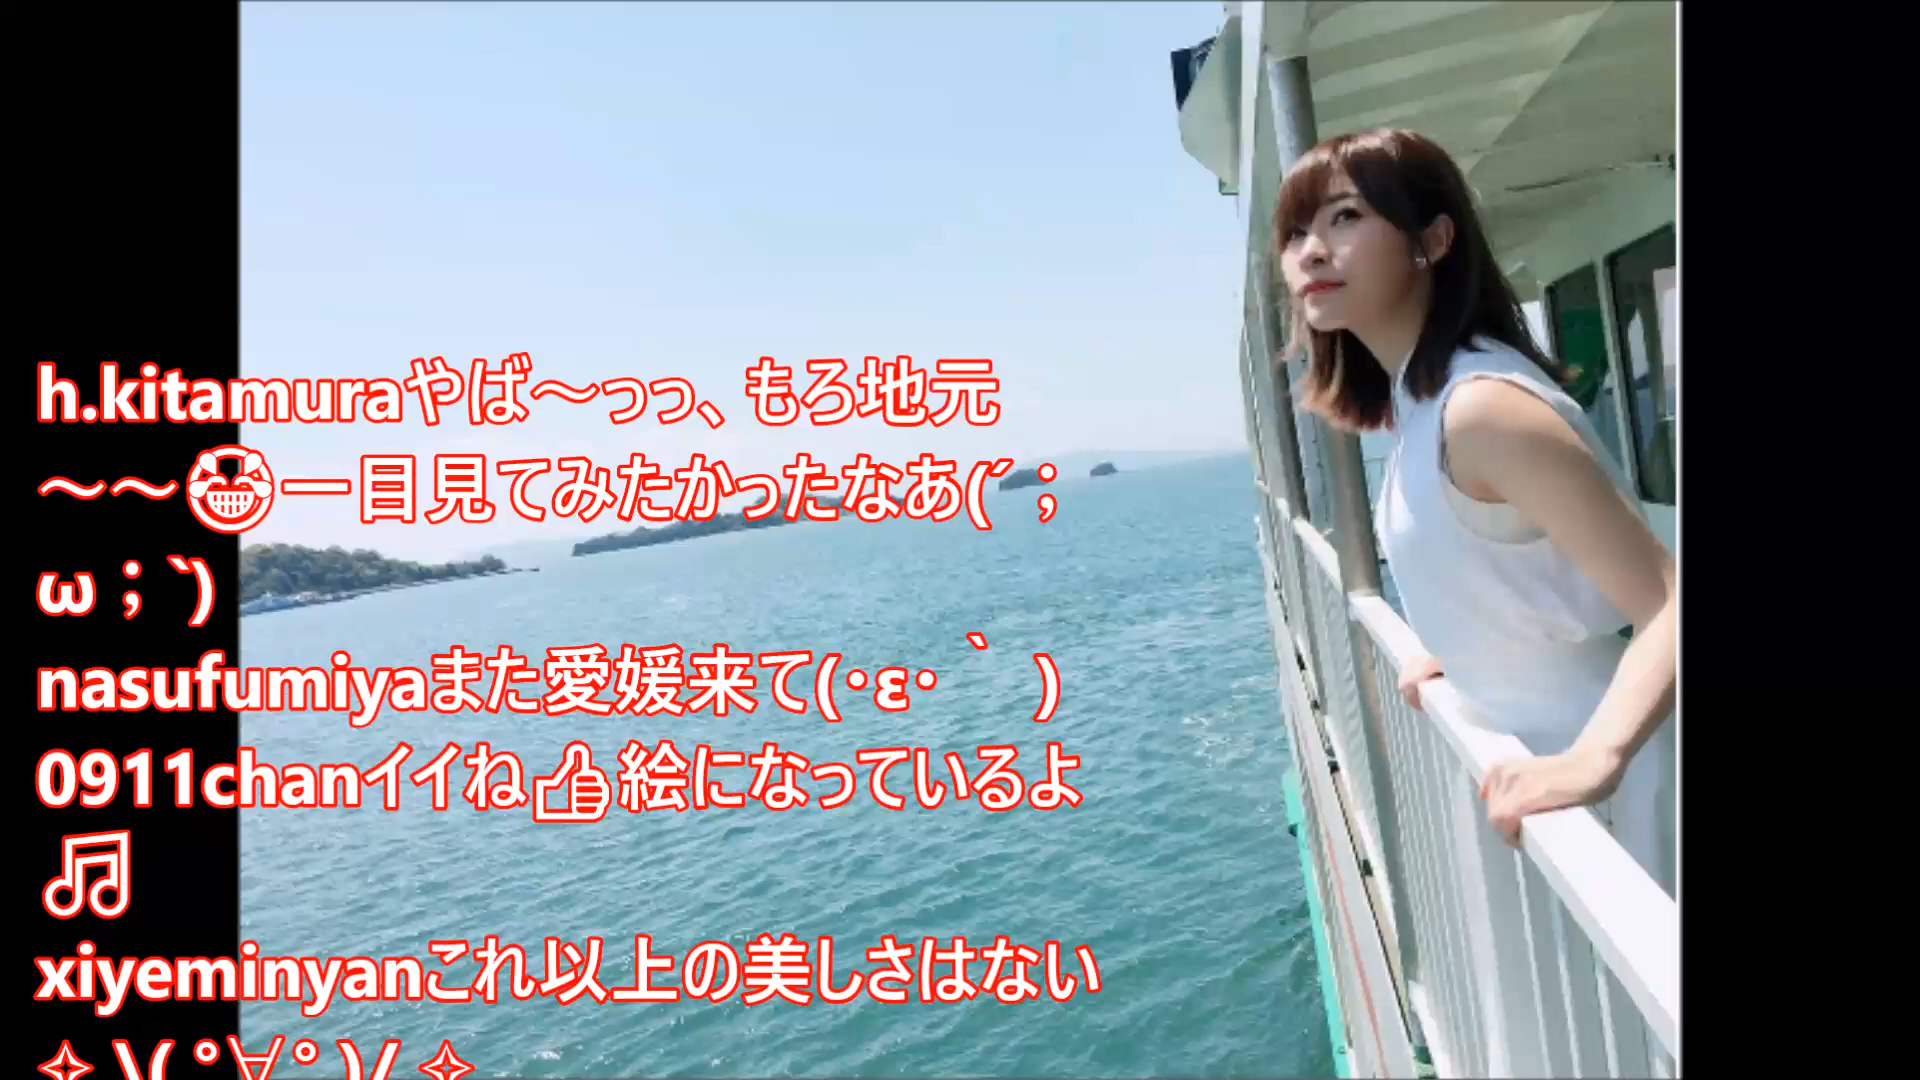 h.kitamuraやば～っっ、もろ地元
～～😂一目見てみたかったなあ(´；
ω；`)
nasufumiyaまた愛媛来て(･ε･｀ )
0911chanイイね👍絵になっているよ
🎵
xiyeminyanこれ以上の美しさはない
✧ \( °∀° )/ ✧